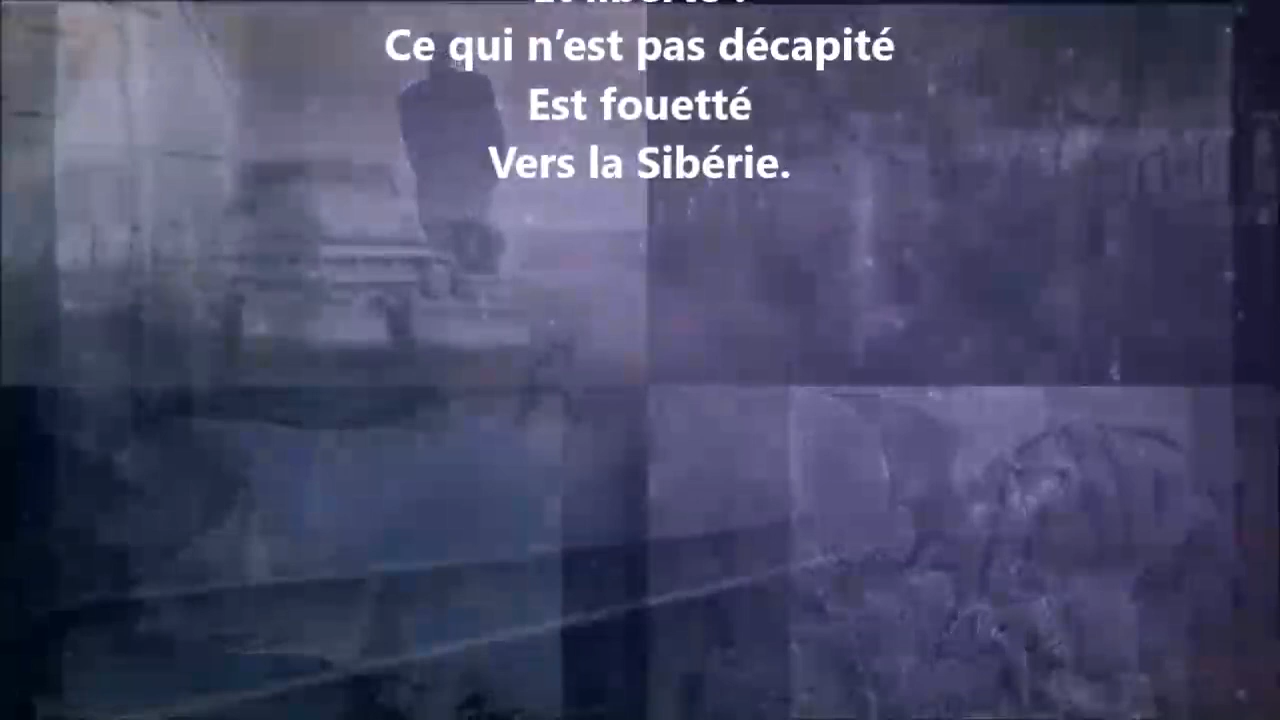 Ce qui n’est pas décapité
Est fouetté
Vers la Sibérie.